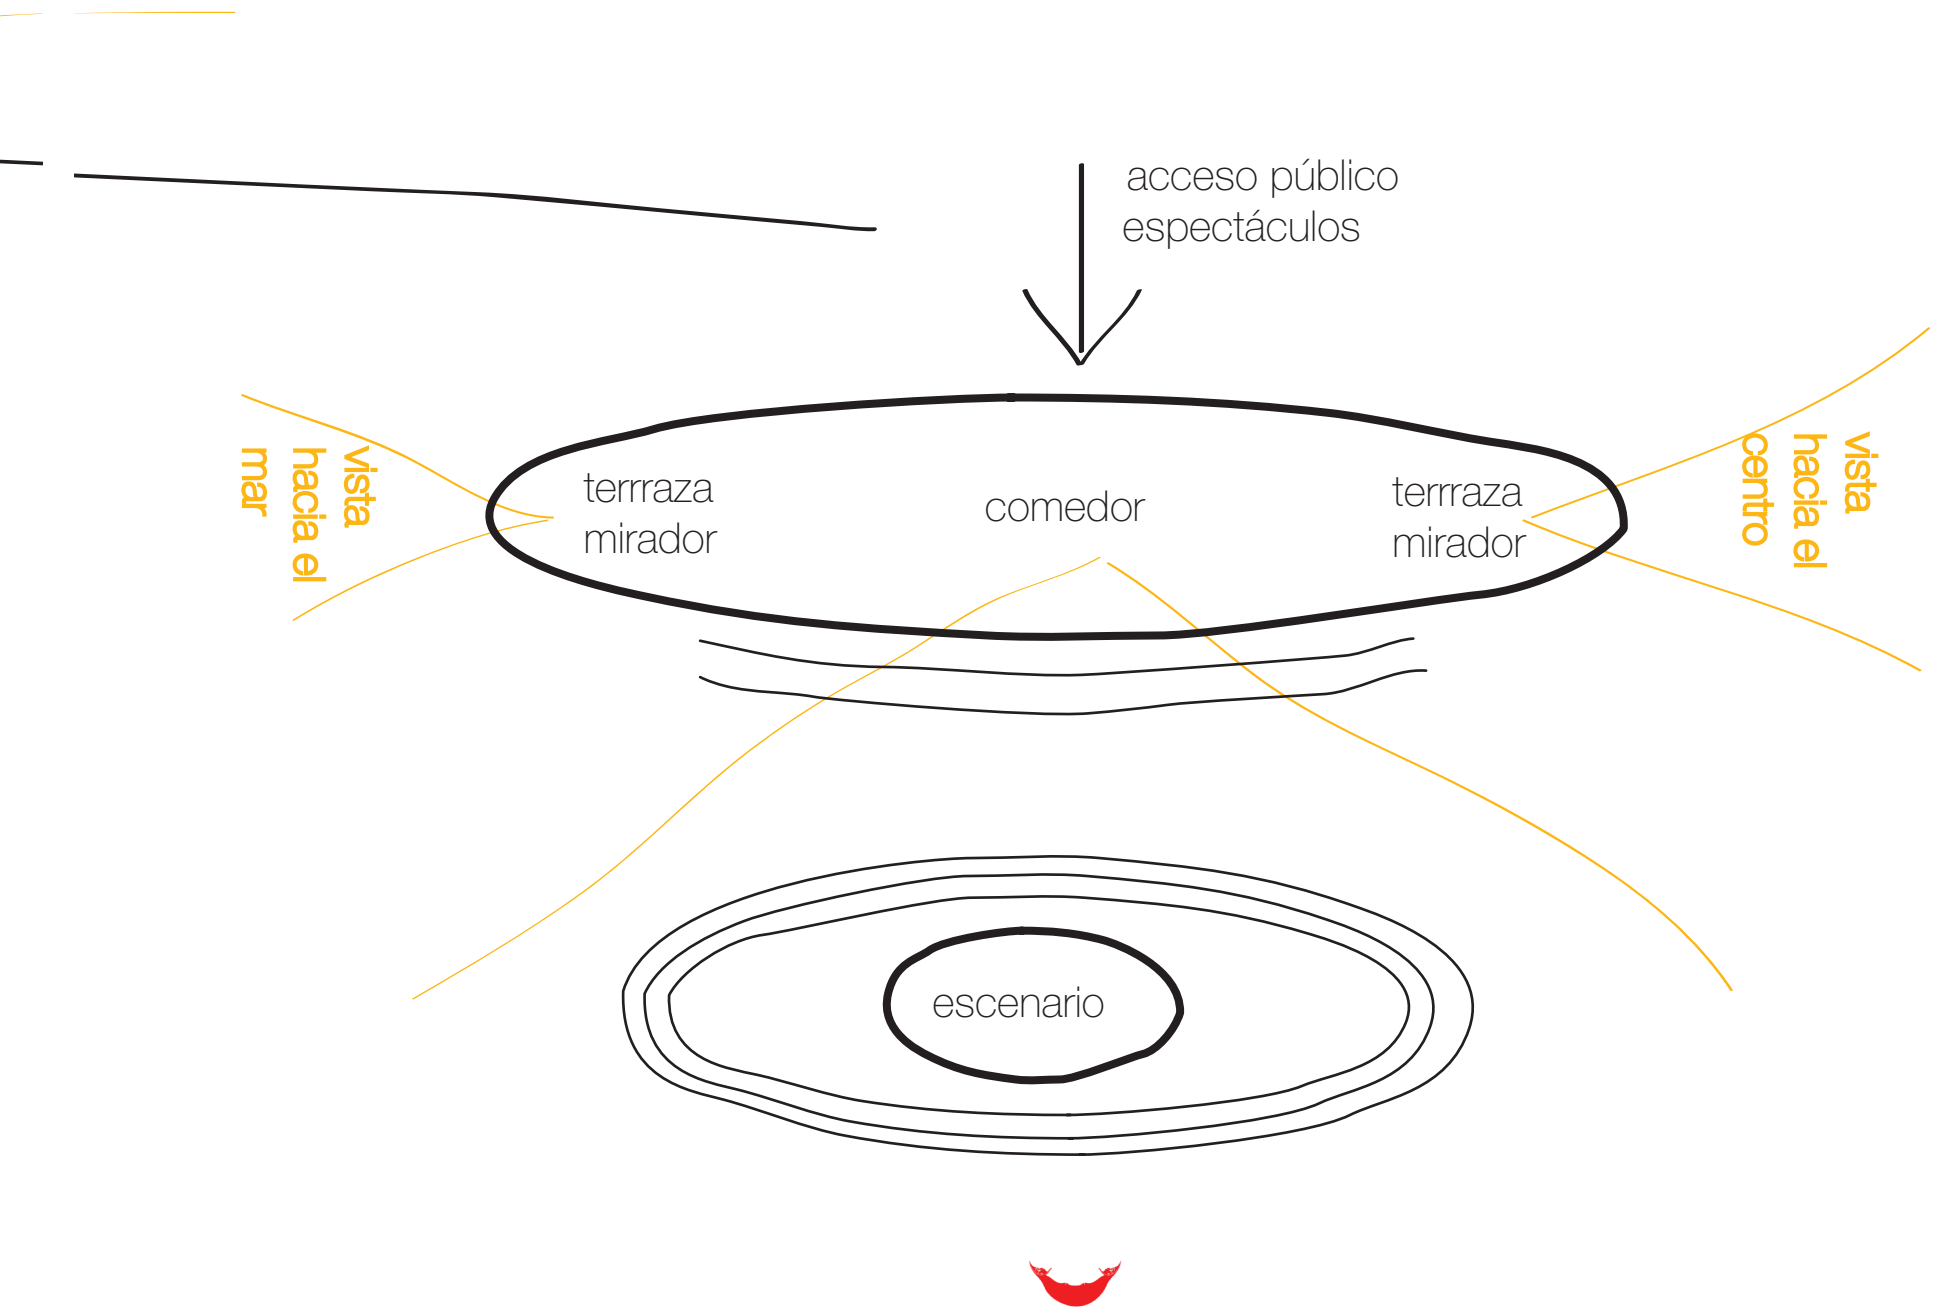 acceso público
espectáculos
vista
hacia el
mar
terrraza
mirador
comedor
terrraza
mirador
vista
hacia el
centro
escenario